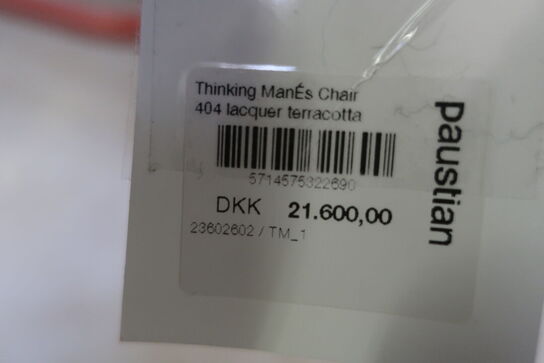 Thinking ManÉs Chair
404 lacquer terracotta
5714575322690
DKK 21.600,00
23602602 / TM_1
paustian